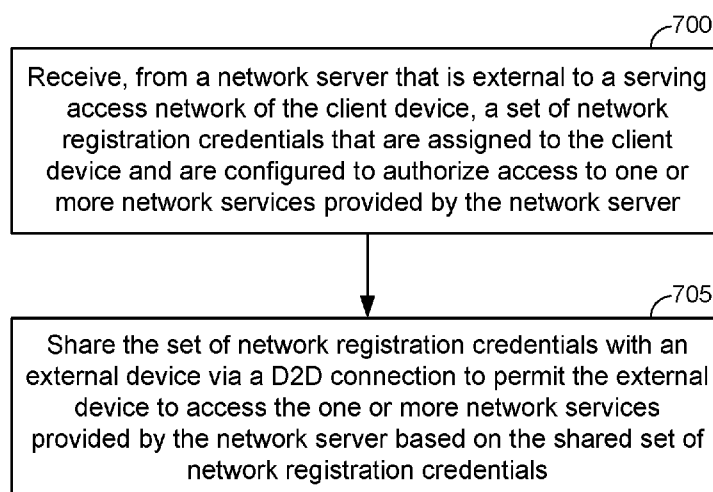 700
Receive, from a network server that is external to a serving
access network of the client device, a set of network
registration credentials that are assigned to the client
device and are configured to authorize access to one or
more network services provided by the network server
705
Share the set of network registration credentials with an
external device via a D2D connection to permit the external
device to access the one or more network services
provided by the network server based on the shared set of
network registration credentials